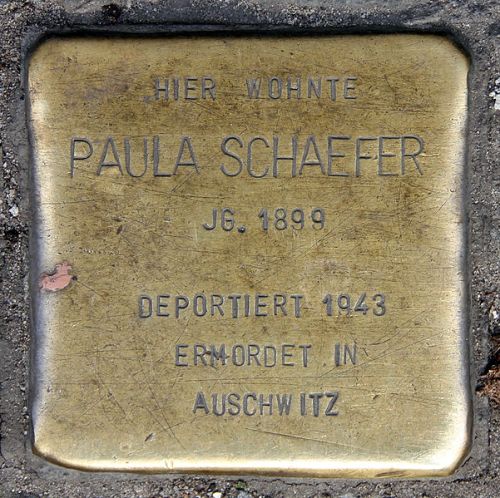 HIER WOHNTE
PAULA SCHAEFER
JG. 1899
DEPORTIERT 1943
ERMORDET IN
AUSCHWITZ